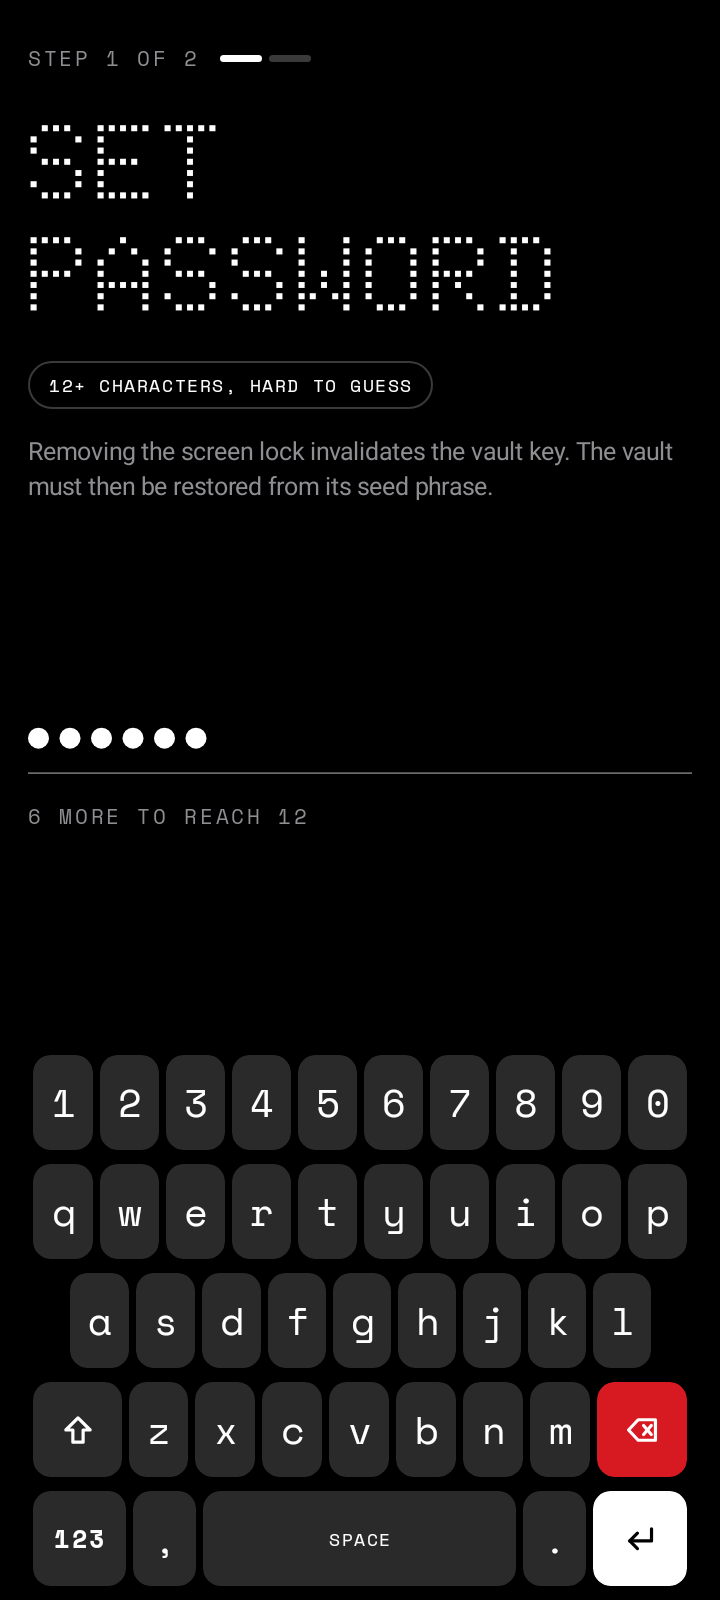 STEP 1 OF 2
SET
PASSWORD
12+ CHARACTERS, HARD TO GUESS
Removing the screen lock invalidates the vault key. The vault
must then be restored from its seed phrase.
6 MORE TO REACH 12
1 2 3 4 5 6 7 8 9 0
q w e r t y u i o p
a s d f g h j k l
z x c v b n m
123 , SPACE .